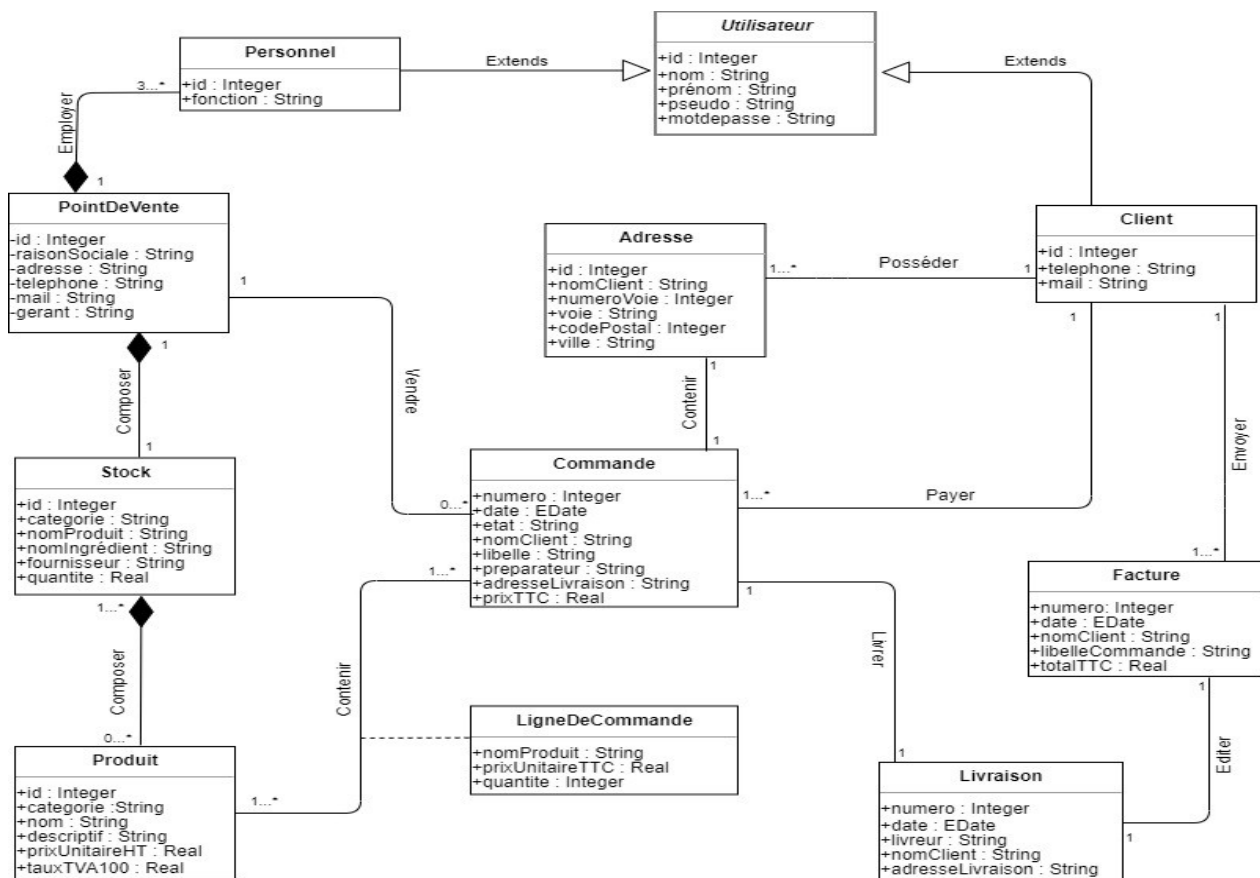 Utilisateur
+id : Integer
+nom : String
+prénom : String
+pseudo : String
+motdepasse : String
Personnel
+id : Integer
+fonction : String
Extends
Extends
3...*
Employer
1
PointDeVente
-id : Integer
-raisonSociale : String
-adresse : String
-telephone : String
-mail : String
-gerant : String
1
1
Adresse
+id : Integer
+nomClient : String
+numeroVoie : Integer
+voie : String
+codePostal : Integer
+ville : String
1...*
Posséder
1
Client
+id : Integer
+telephone : String
+mail : String
1
1
Composer
1
Vendre
0...*
1
Contenir
1
Stock
+id : Integer
+categorie : String
+nomProduit : String
+nomIngrédient : String
+fournisseur : String
+quantite : Real
1...*
Commande
+numero : Integer
+date : EDate
+etat : String
+nomClient : String
+libelle : String
+preparateur : String
+adresseLivraison : String
+prixTTC : Real
1...*
Payer
Envoyer
1...*
Facture
+numero: Integer
+date : EDate
+nomClient : String
+libelleCommande : String
+totalTTC : Real
1
1...*
1
Livrer
1
Composer
0...*
Contenir
1...*
LigneDeCommande
+nomProduit : String
+prixUnitaireTTC : Real
+quantite : Integer
Produit
+id : Integer
+categorie :String
+nom : String
+descriptif : String
+prixUnitaireHT : Real
+tauxTVA100 : Real
Livraison
+numero : Integer
+date : EDate
+livreur : String
+nomClient : String
+adresseLivraison : String
Editer
1